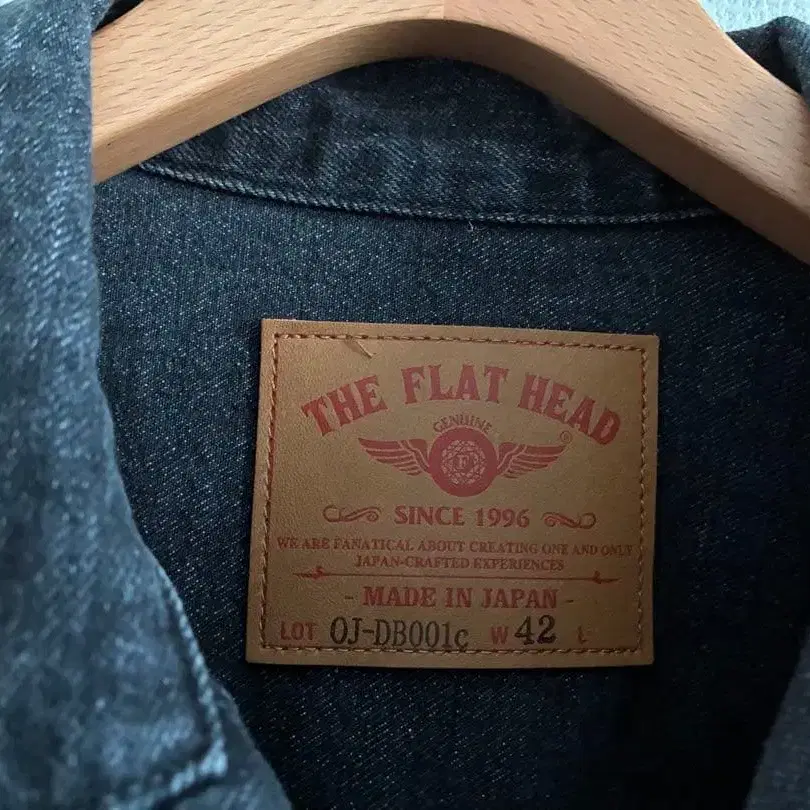 THE FLAT HEAD
GENUINE
F
®
SINCE 1996
WE ARE FANATICAL ABOUT CREATING ONE AND ONLY
JAPAN-CRAFTED EXPERIENCES
- MADE IN JAPAN -
LOT OJ-DB001c W 42 L